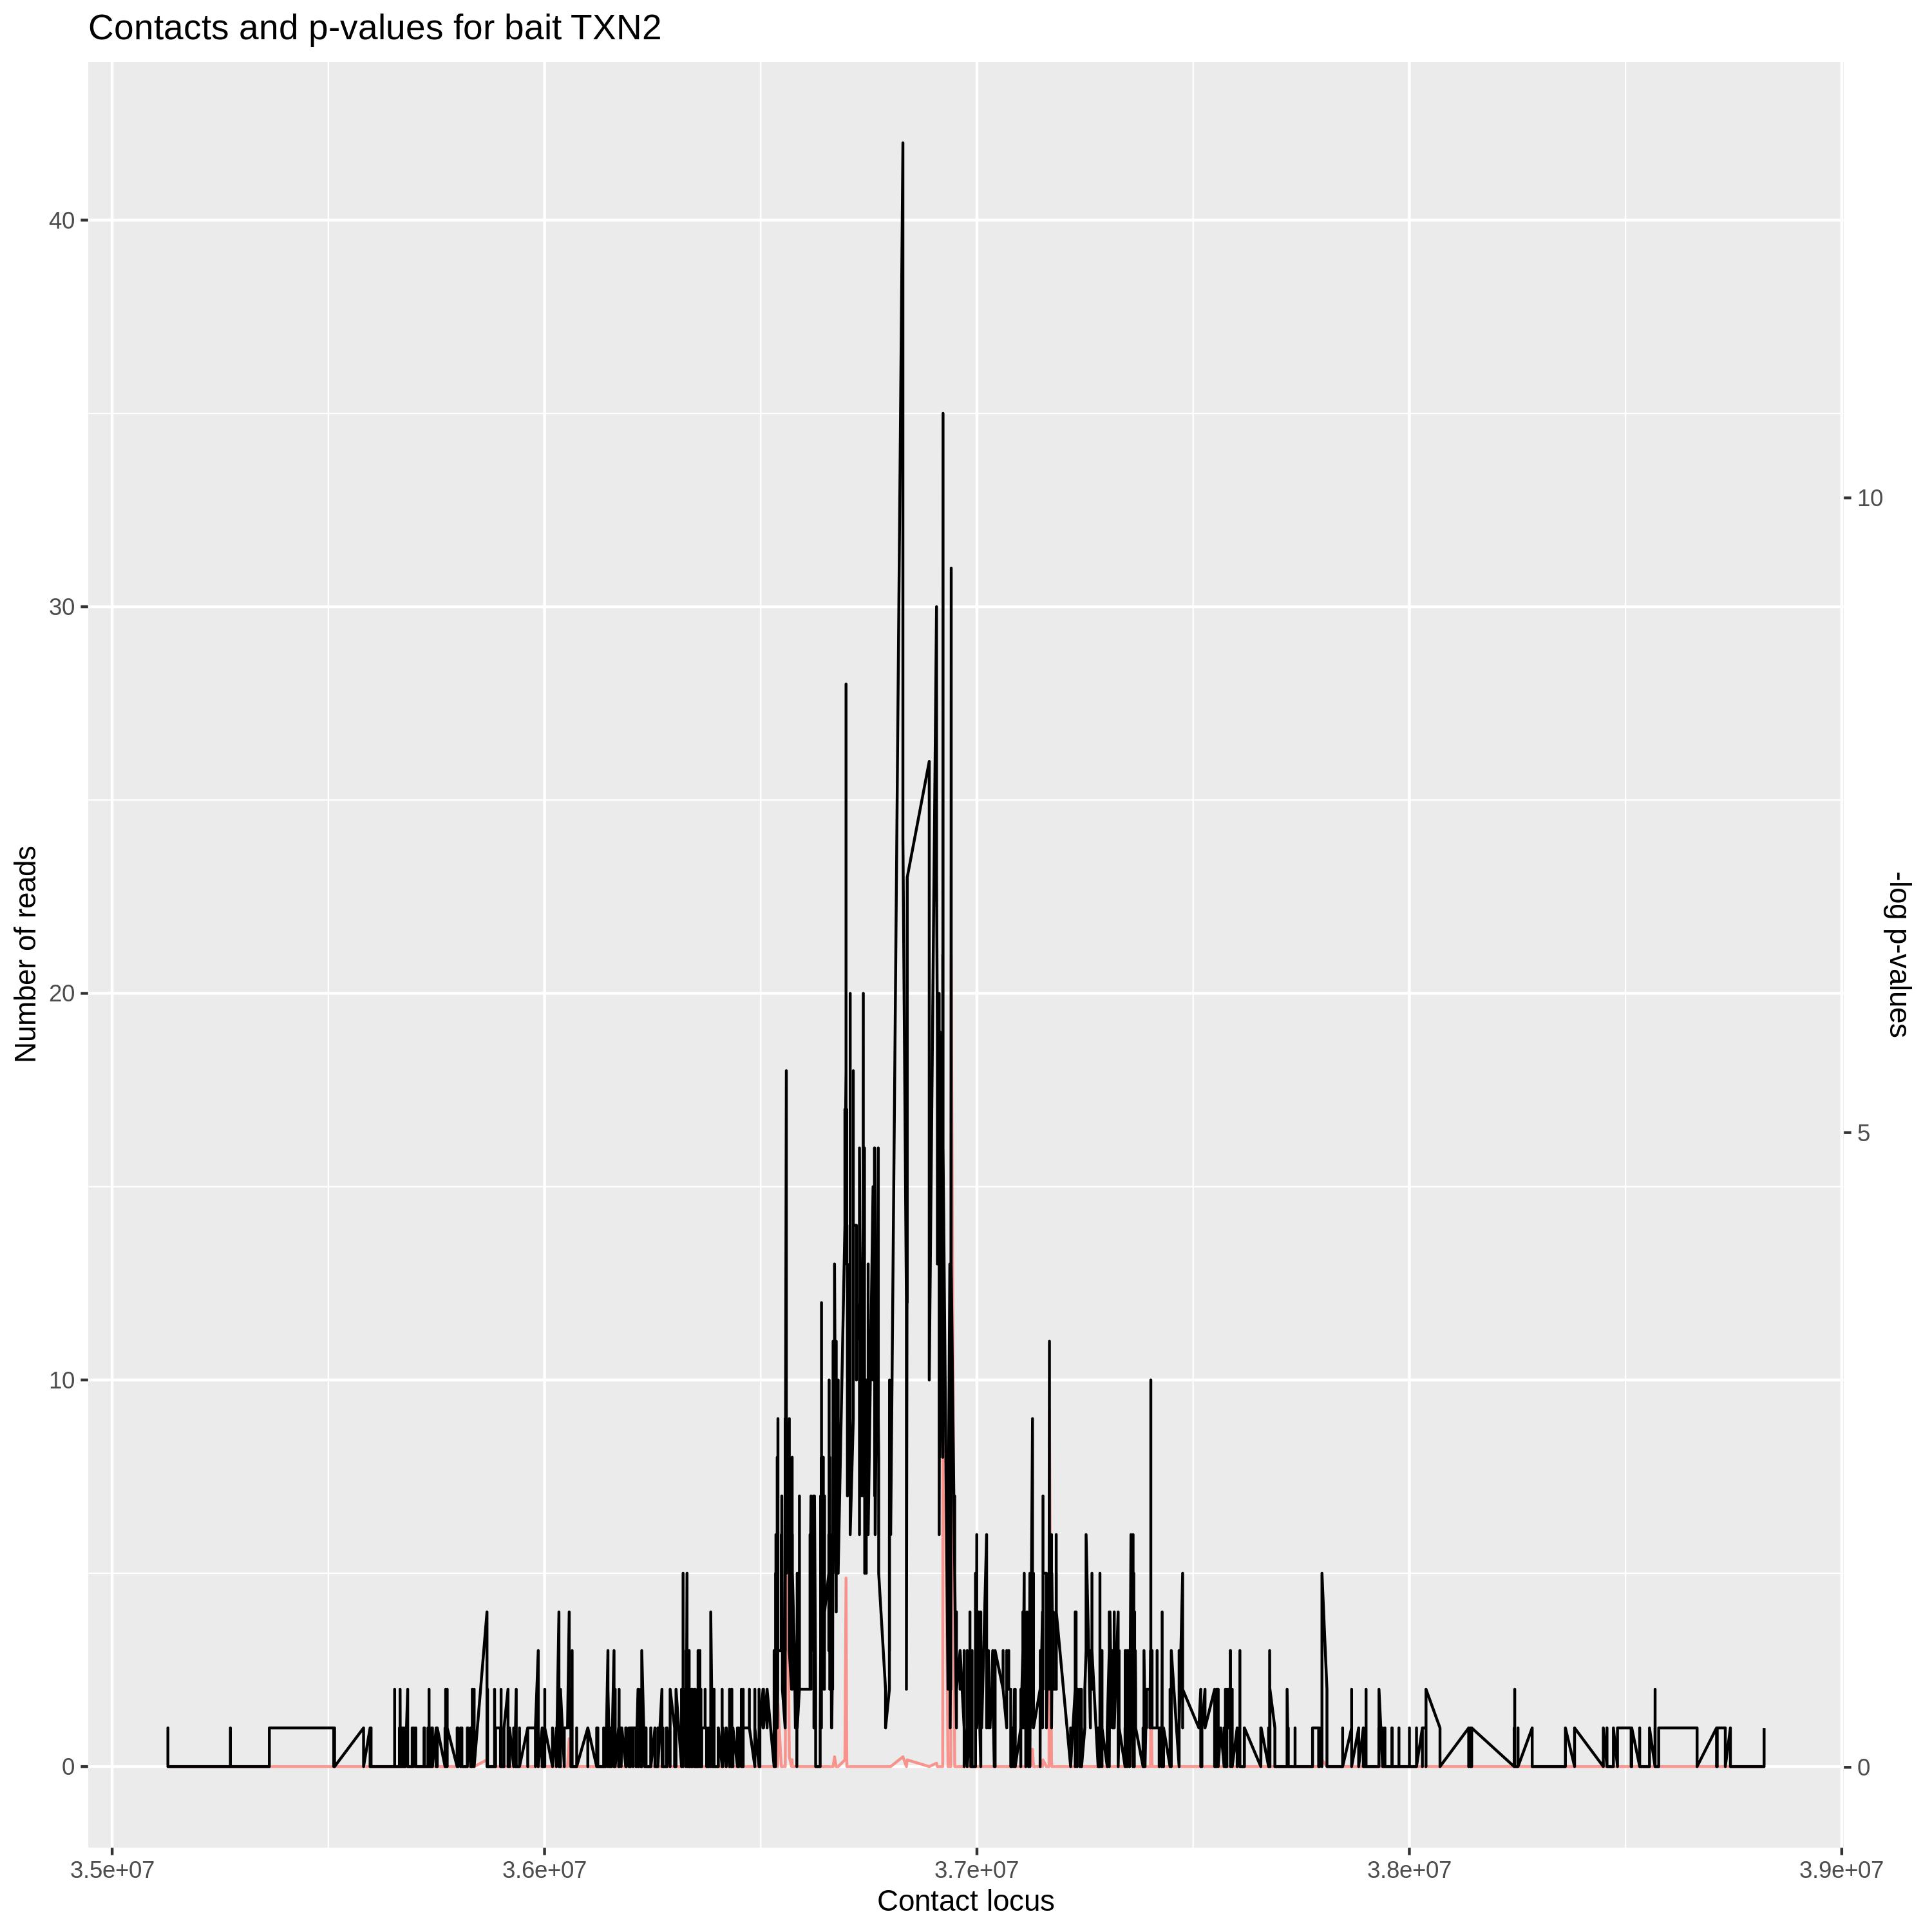 Contacts and p-values for bait TXN2
40
30
20
10
0
Number of reads
10
5
0
-log p-values
3.5e+07
3.6e+07
3.7e+07
3.8e+07
3.9e+07
Contact locus